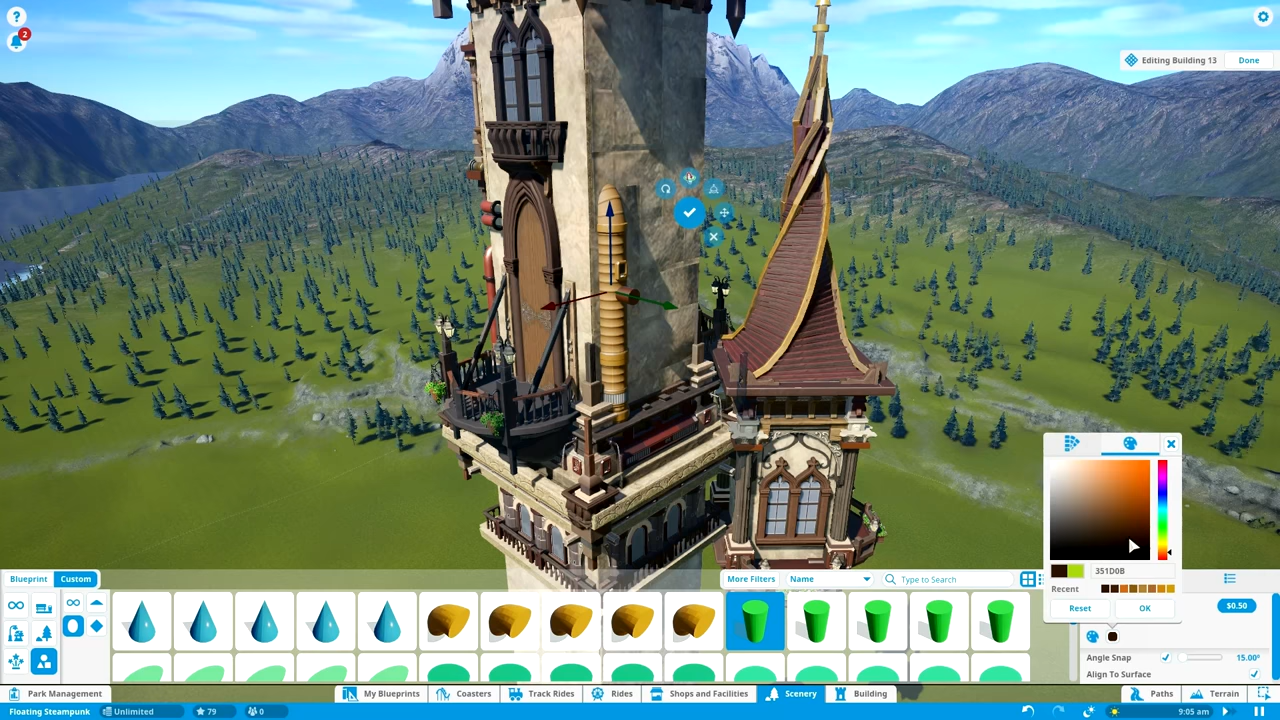 ?
2
Editing Building 13
Done
351D0B
Recent
Reset
OK
Blueprint
Custom
More Filters
Name
Type to Search
$0.50
Angle Snap
15.00°
Align To Surface
Park Management
My Blueprints
Coasters
Track Rides
Rides
Shops and Facilities
Scenery
Building
Paths
Terrain
Floating Steampunk
Unlimited
79
0
9:05 am